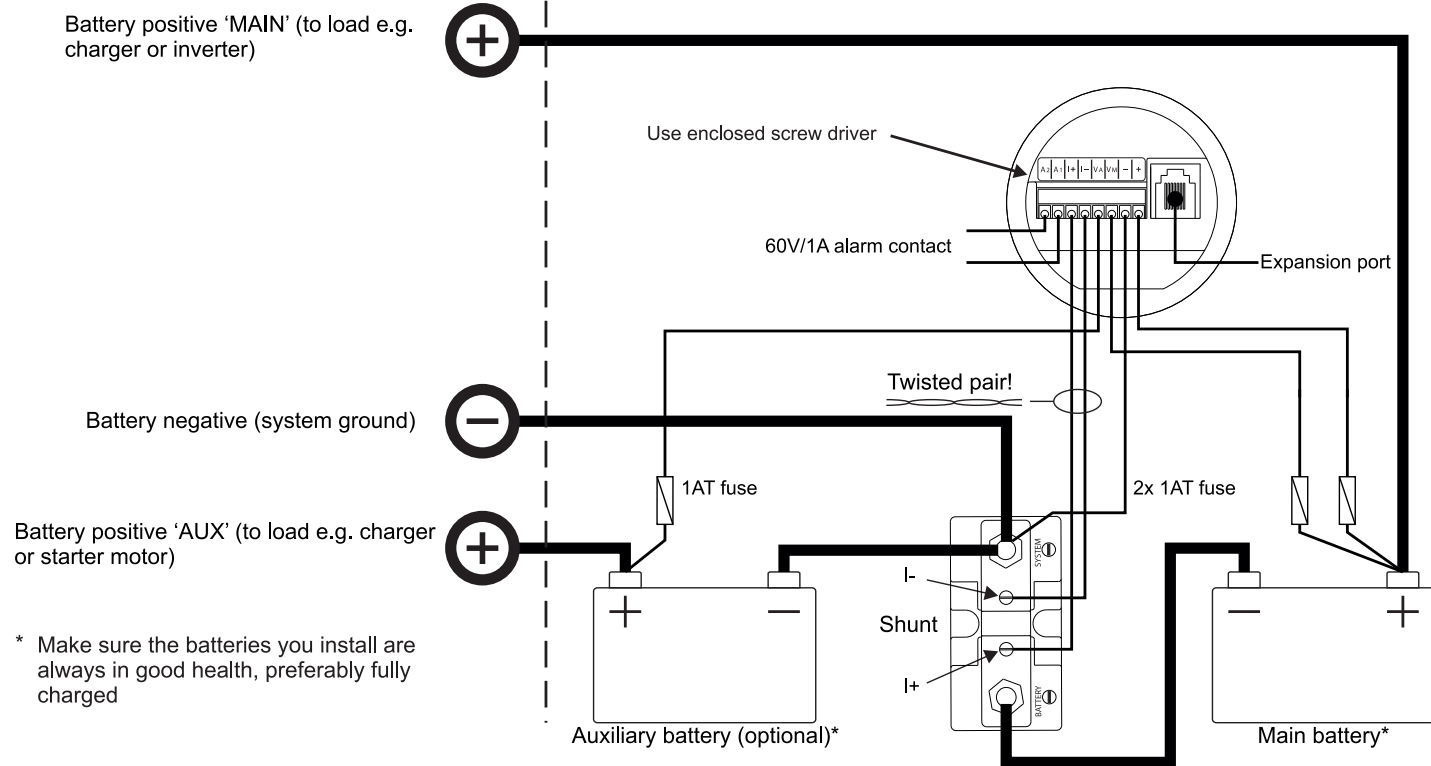 Battery positive ‘MAIN’ (to load e.g.
charger or inverter)
Use enclosed screw driver
A2 A1 I+ I− VA VM − +
60V/1A alarm contact
Expansion port
Twisted pair!
Battery negative (system ground)
1AT fuse
2x 1AT fuse
Battery positive ‘AUX’ (to load e.g. charger
or starter motor)
SYSTEM
I-
Shunt
I+
BATTERY
* Make sure the batteries you install are
always in good health, preferably fully
charged
Auxiliary battery (optional)*
Main battery*